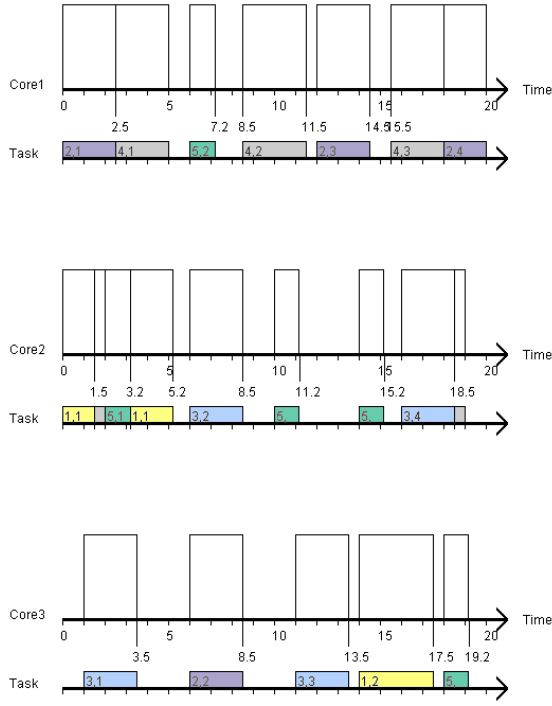 Core1
Time
0 5 10 15 20
2.5 7.2 8.5 11.5 14.5 15.5
Task
2,1 4,1 5,2 4,2 2,3 4,3 2,4
Core2
Time
0 5 10 15 20
1.5 3.2 5.2 8.5 11.2 15.2 18.5
Task
1,1 5,1 1,1 3,2 5. 5. 3,4
Core3
Time
0 5 10 15 20
3.5 8.5 13.5 17.5 19.2
Task
3,1 2,2 3,3 1,2 5.